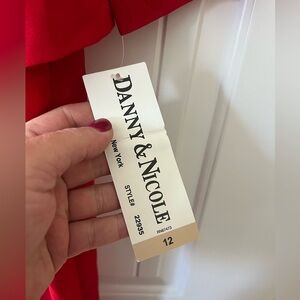 DANNY & NICOLE
New York
STYLE# 22935
12